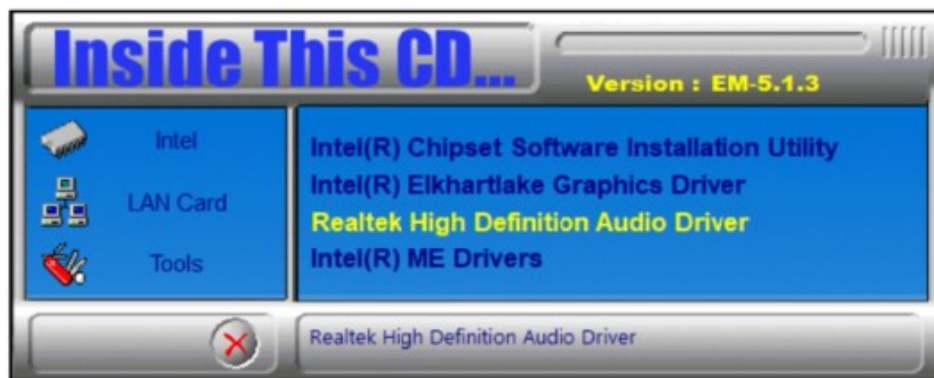 Inside This CD...
Version : EM-5.1.3
Intel
LAN Card
Tools
Intel(R) Chipset Software Installation Utility
Intel(R) Elkhartlake Graphics Driver
Realtek High Definition Audio Driver
Intel(R) ME Drivers
Realtek High Definition Audio Driver